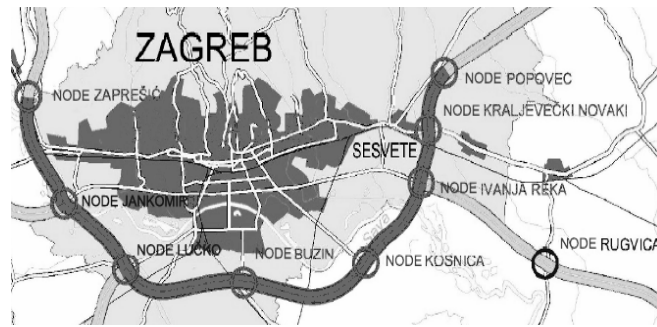 ZAGREB
NODE POPOVEC
NODE ZAPREŠIĆ
NODE KRALJEVEČKI NOVAKI
SESVETE
NODE IVANJA REKA
NODE JANKOMIR
NODE LUČKO
NODE BUZIN
NODE KOSNICA
NODE RUGVICA
Sava